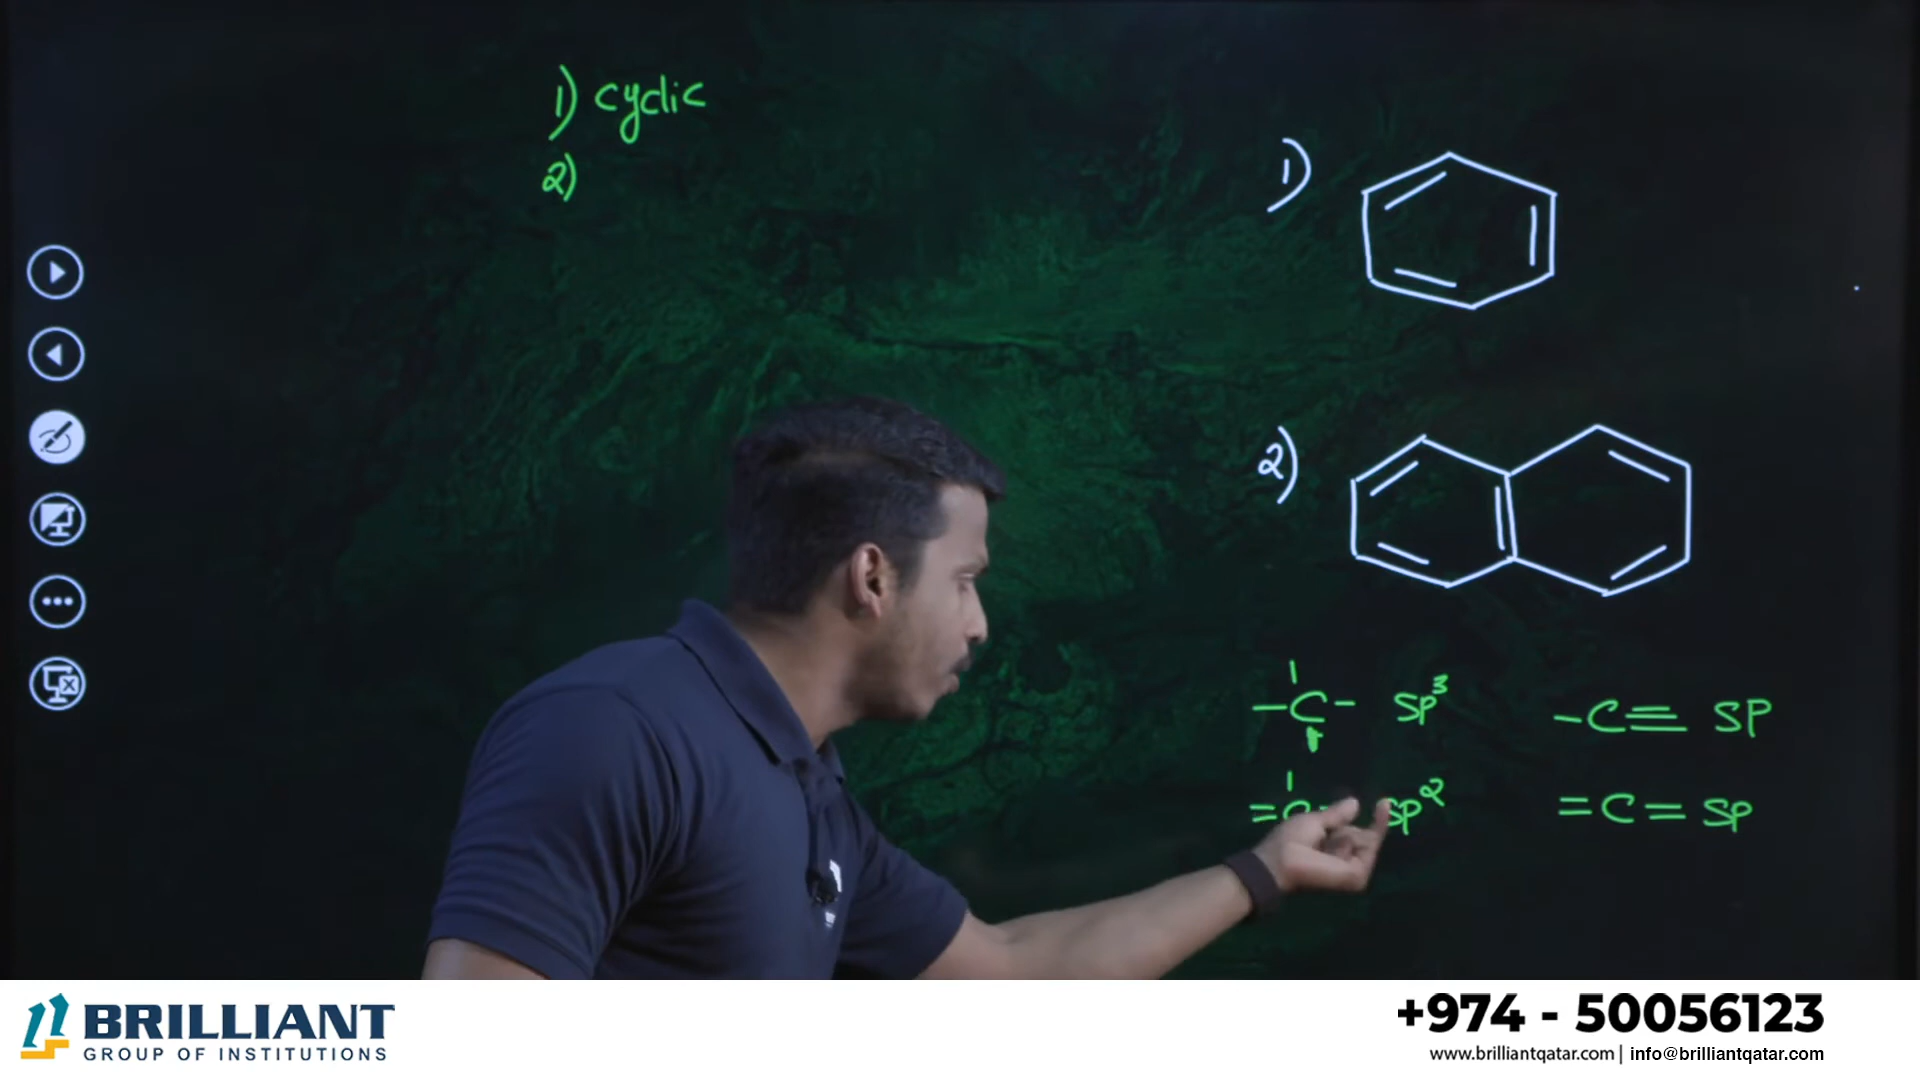 1) cyclic
2)
1)
2)
-C- Sp³
-C≡ SP
=C- Sp²
=C= SP
BRILLIANT
GROUP OF INSTITUTIONS
+974 - 50056123
www.brilliantqatar.com | info@brilliantqatar.com